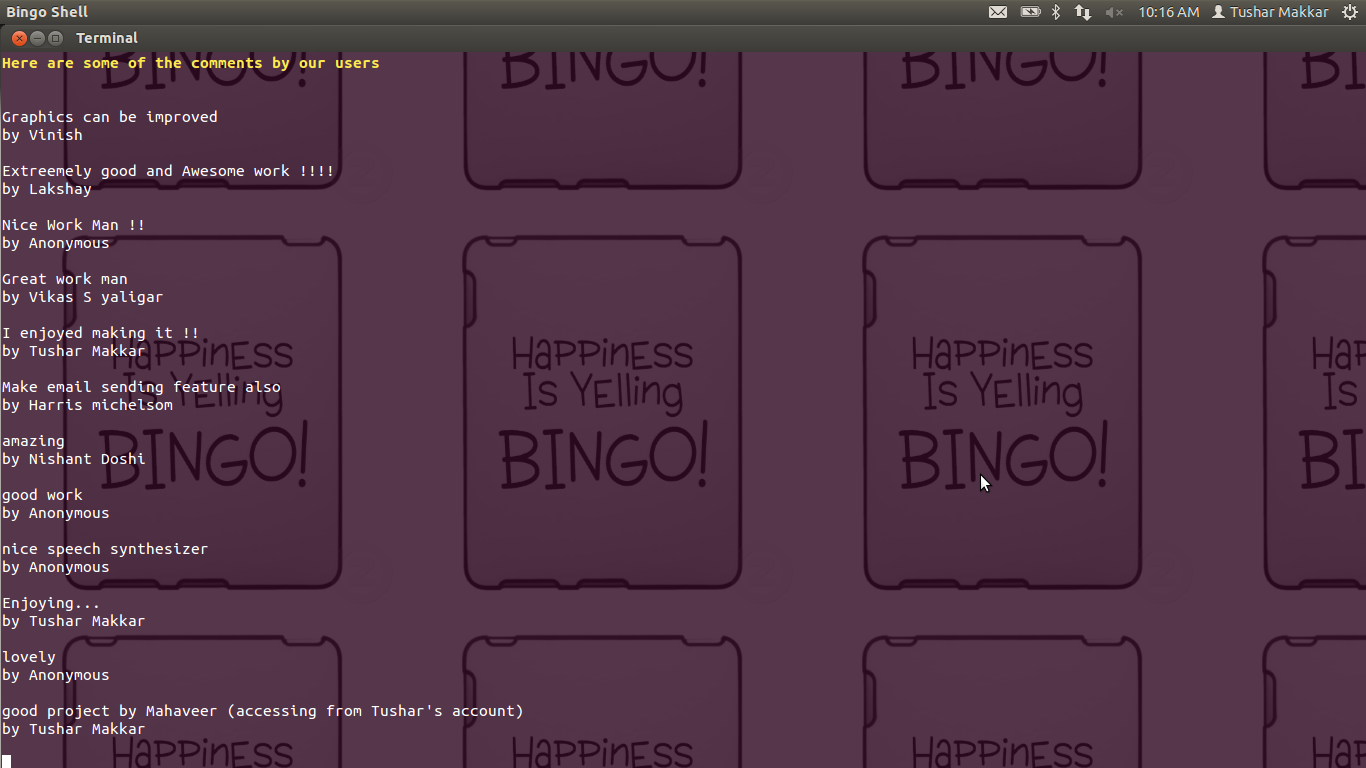 Bingo Shell
10:16 AM
Tushar Makkar
Terminal
Here are some of the comments by our users
Graphics can be improved
by Vinish
Extreemely good and Awesome work !!!!
by Lakshay
Nice Work Man !!
by Anonymous
Great work man
by Vikas S yaligar
I enjoyed making it !!
by Tushar Makkar
Make email sending feature also
by Harris michelsom
amazing
by Nishant Doshi
good work
by Anonymous
nice speech synthesizer
by Anonymous
Enjoying...
by Tushar Makkar
lovely
by Anonymous
good project by Mahaveer (accessing from Tushar's account)
by Tushar Makkar
BINGO!
BINGO!
BINGO!
BI
Happiness
Is Yelling
BINGO!
Happiness
Is Yelling
BINGO!
Happiness
Is Yelling
BINGO!
Hap
Is
BI
Happiness
Happiness
Happiness
Hap